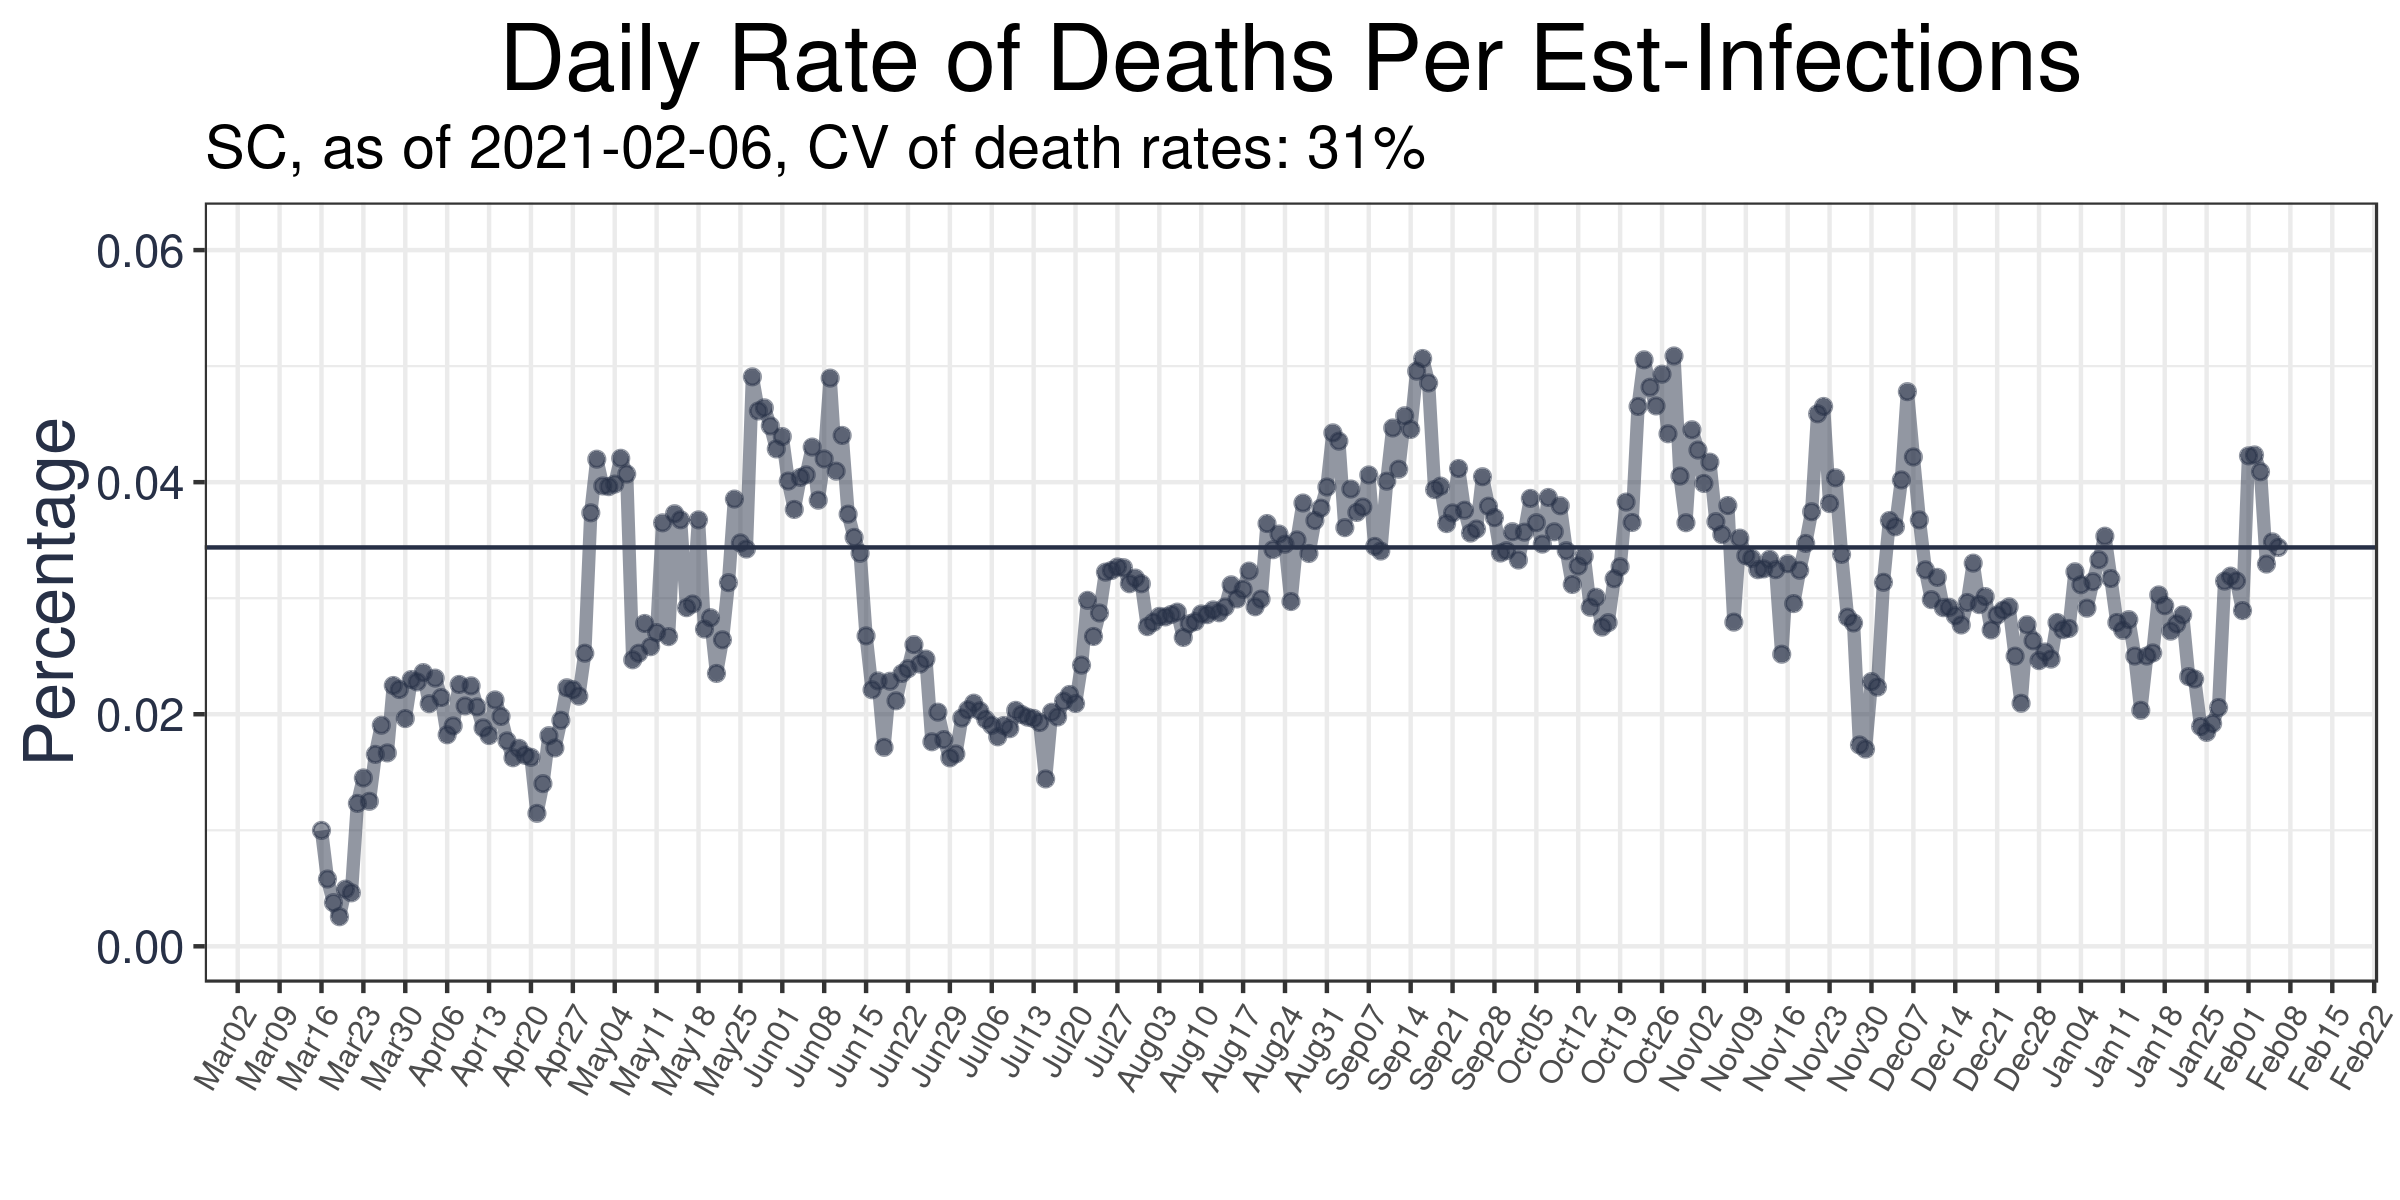 Daily Rate of Deaths Per Est-Infections
SC, as of 2021-02-06, CV of death rates: 31%
Percentage
0.06
0.04
0.02
0.00
Mar02
Mar09
Mar16
Mar23
Mar30
Apr06
Apr13
Apr20
Apr27
May04
May11
May18
May25
Jun01
Jun08
Jun15
Jun22
Jun29
Jul06
Jul13
Jul20
Jul27
Aug03
Aug10
Aug17
Aug24
Aug31
Sep07
Sep14
Sep21
Sep28
Oct05
Oct12
Oct19
Oct26
Nov02
Nov09
Nov16
Nov23
Nov30
Dec07
Dec14
Dec21
Dec28
Jan04
Jan11
Jan18
Jan25
Feb01
Feb08
Feb15
Feb22